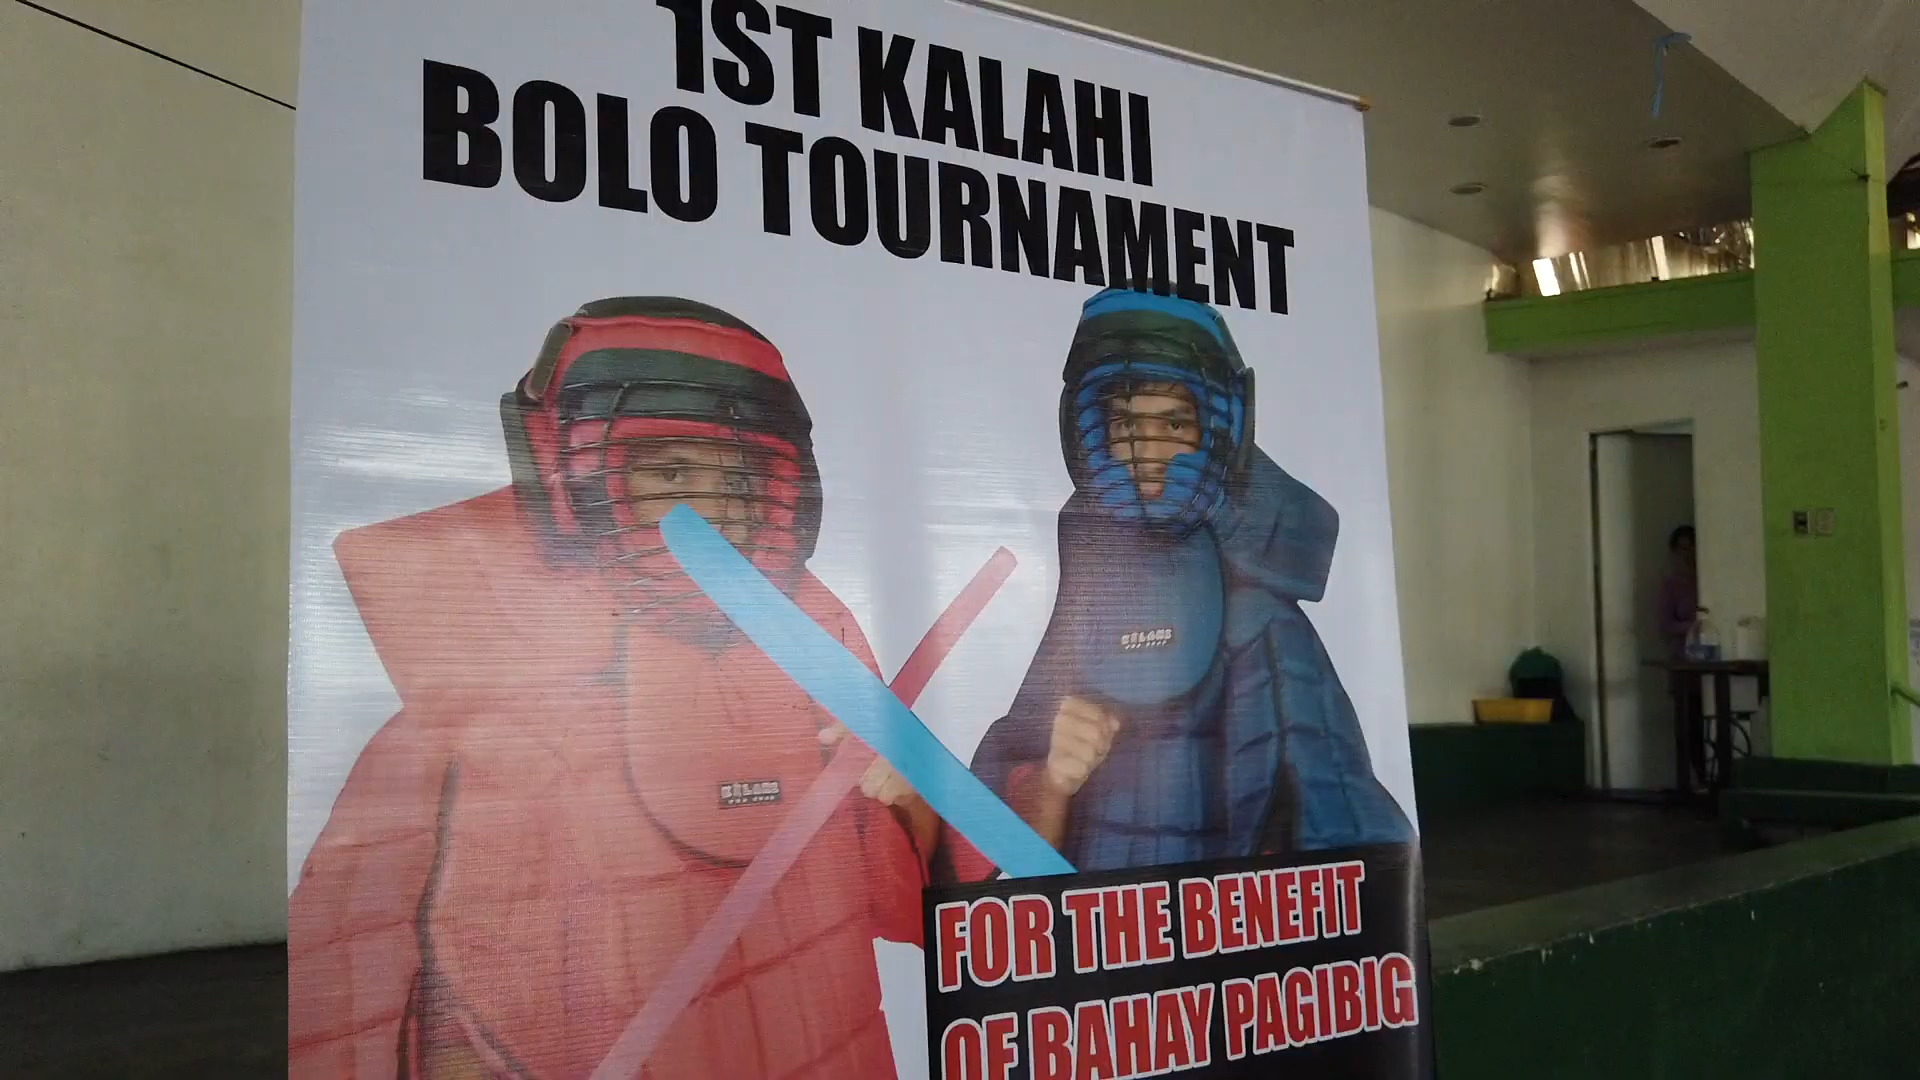 1ST KALAHI
BOLO TOURNAMENT
FOR THE BENEFIT
OF BAHAY PAGIBIG